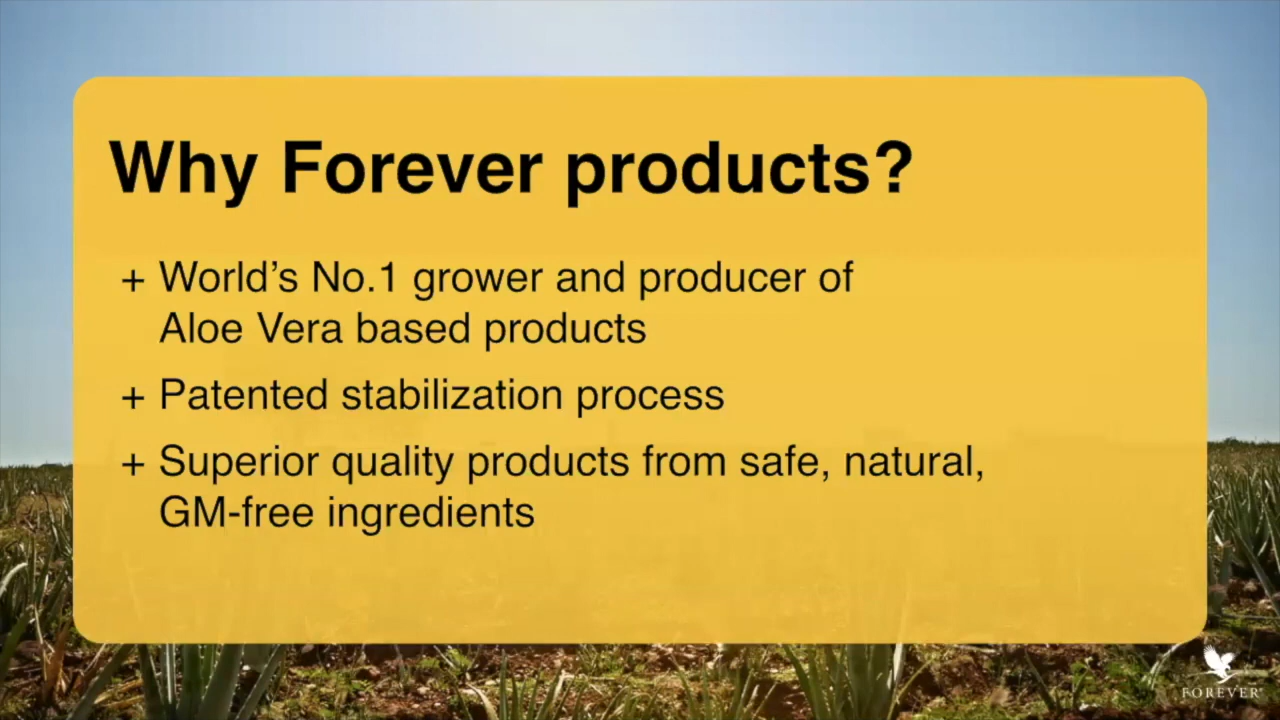 Why Forever products?
+ World’s No.1 grower and producer of
Aloe Vera based products
+ Patented stabilization process
+ Superior quality products from safe, natural,
GM-free ingredients
FOREVER